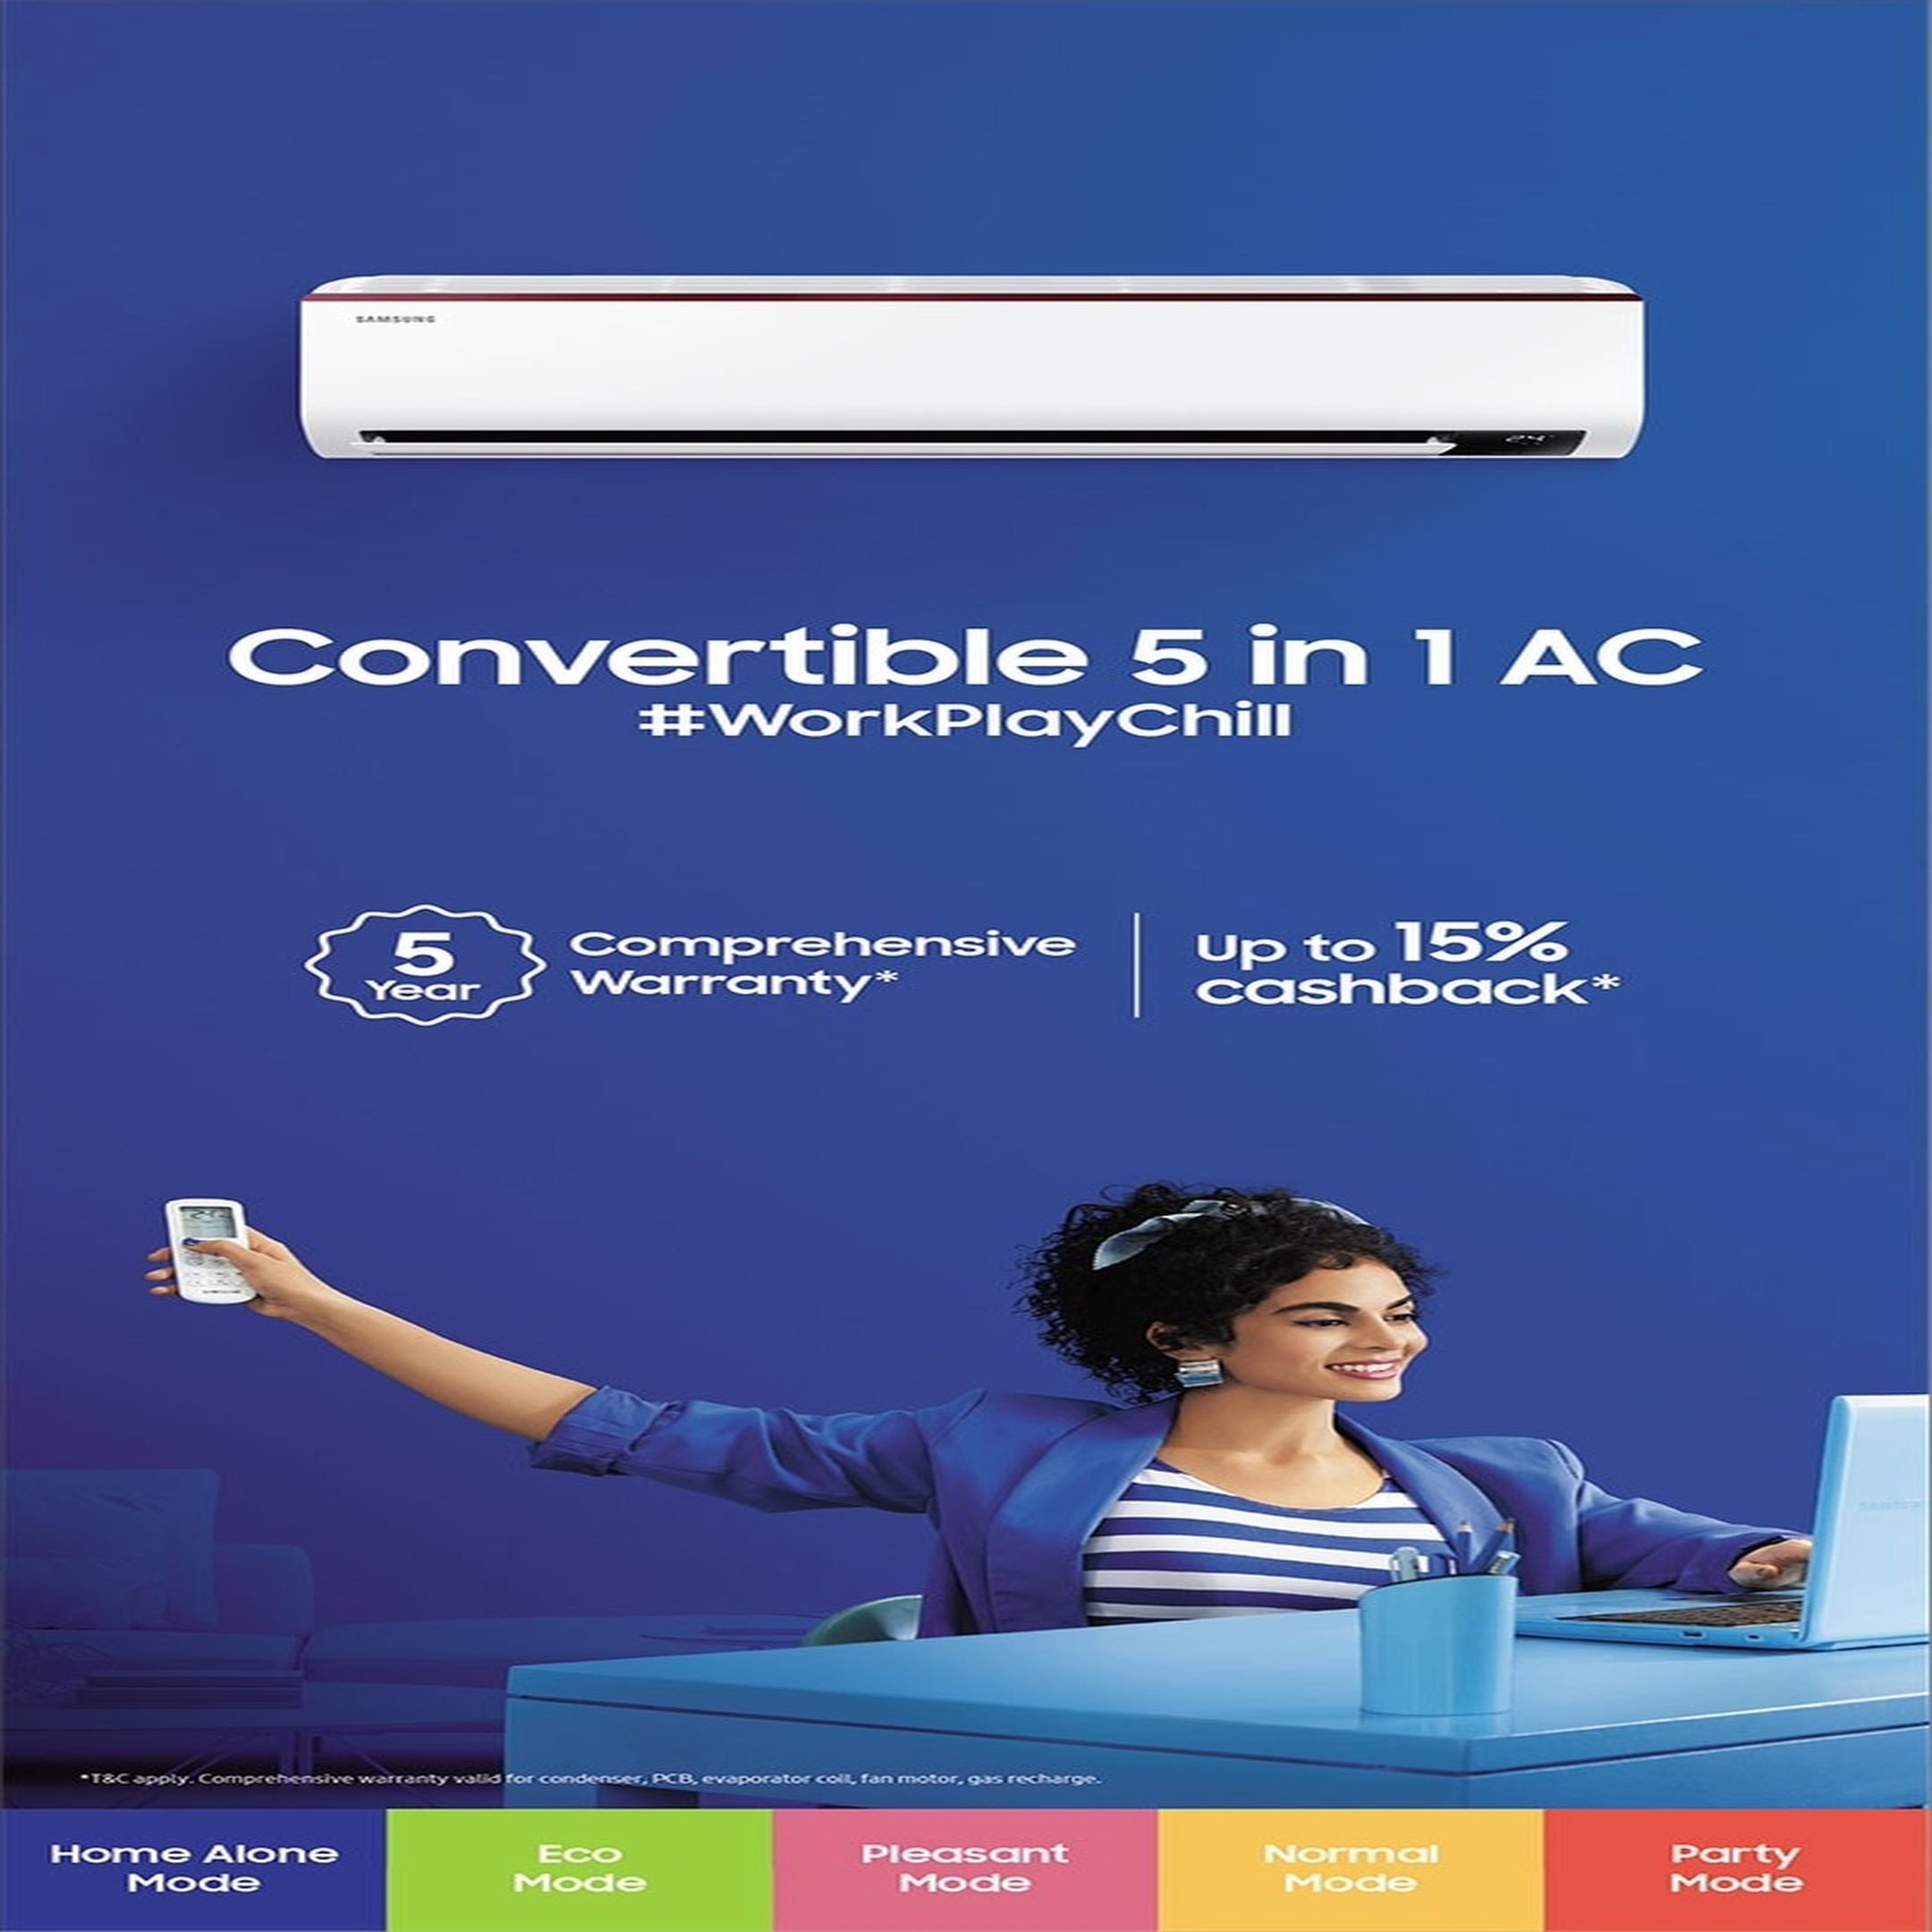 SAMSUNG
24
Convertible 5 in 1 AC
#WorkPlayChill
5
Year
Comprehensive
Warranty*
Up to 15%
cashback*
24
*T&C apply. Comprehensive warranty valid for condenser, PCB, evaporator coil, fan motor, gas recharge.
Home Alone
Mode
Eco
Mode
Pleasant
Mode
Normal
Mode
Party
Mode